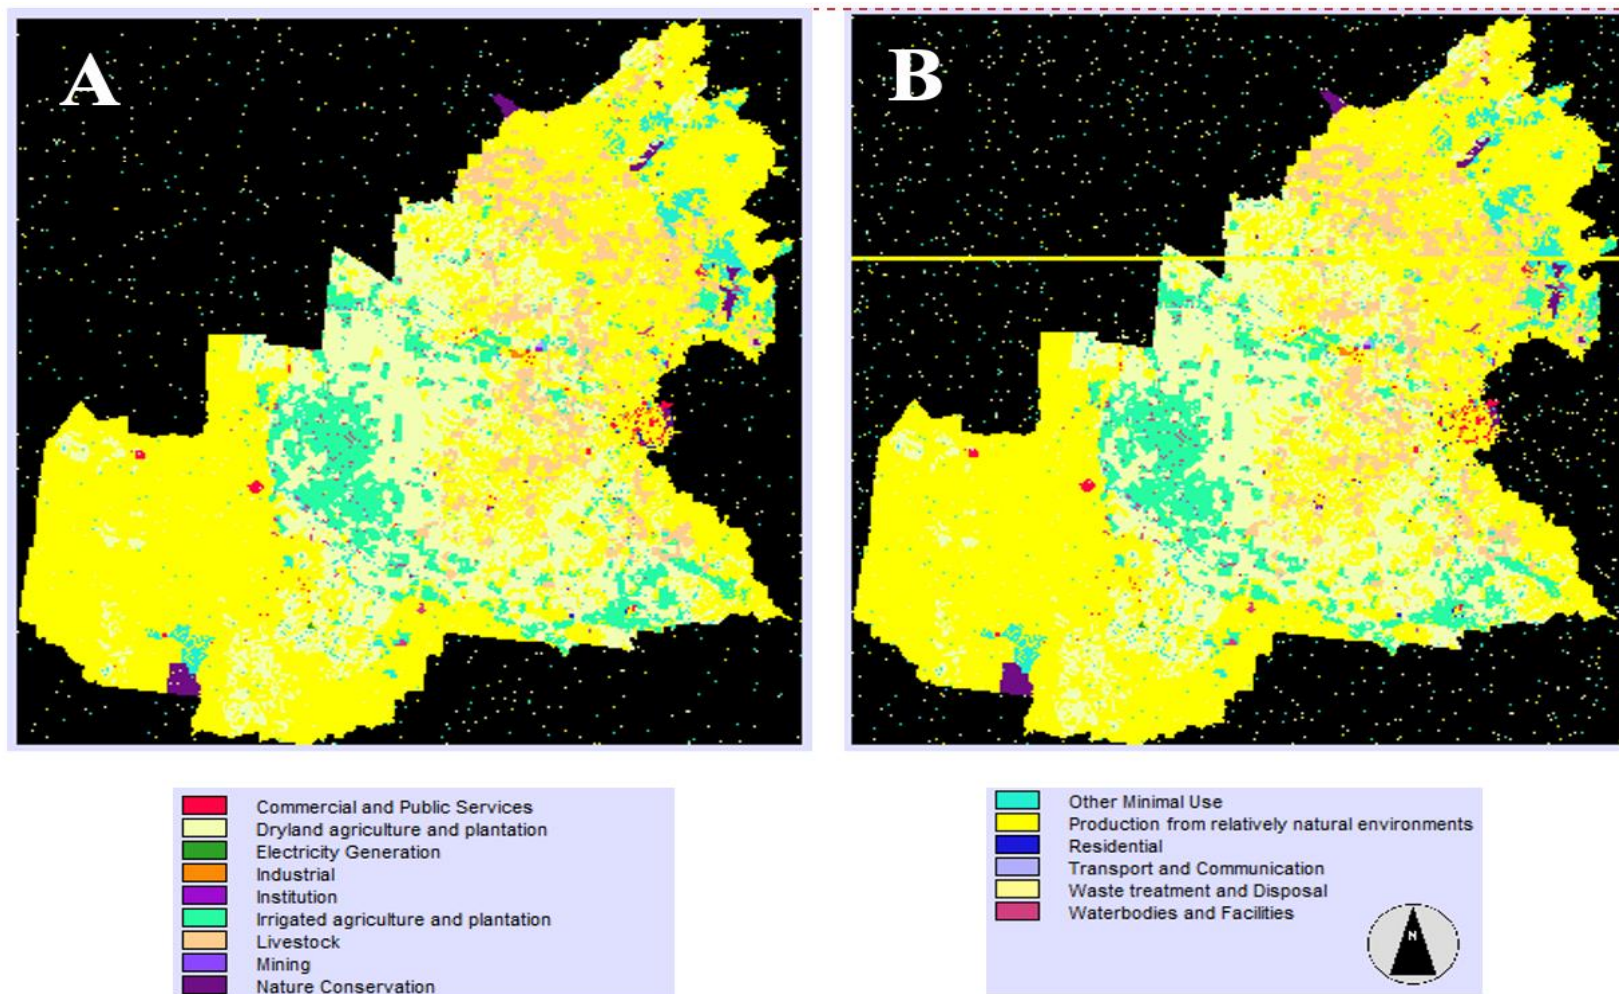 A
B
Commercial and Public Services
Dryland agriculture and plantation
Electricity Generation
Industrial
Institution
Irrigated agriculture and plantation
Livestock
Mining
Nature Conservation
Other Minimal Use
Production from relatively natural environments
Residential
Transport and Communication
Waste treatment and Disposal
Waterbodies and Facilities
N